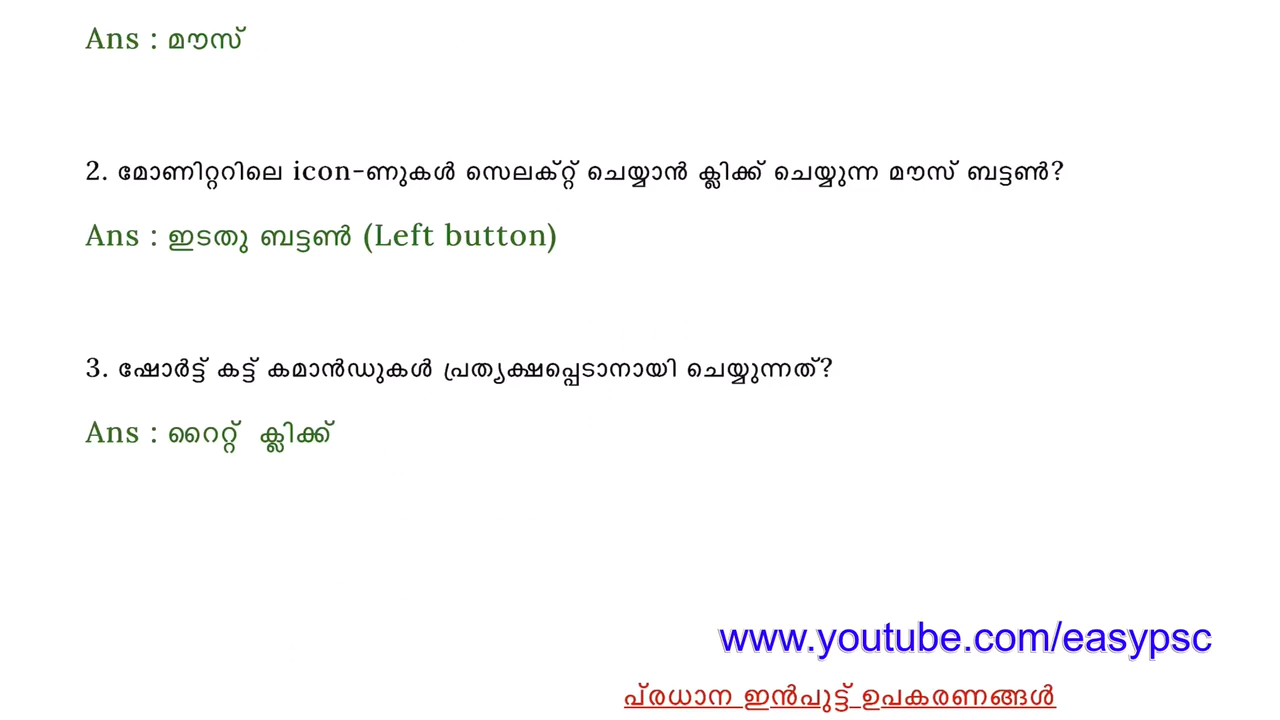 Ans : മൗസ്
2. മോണിറ്ററിലെ icon-ണുകൾ സെലക്റ്റ് ചെയ്യാൻ ക്ലിക്ക് ചെയ്യുന്ന മൗസ് ബട്ടൺ?
Ans : ഇടതു ബട്ടൺ (Left button)
3. ഷോർട്ട് കട്ട് കമാൻഡുകൾ പ്രത്യക്ഷപ്പെടാനായി ചെയ്യുന്നത്?
Ans : റൈറ്റ് ക്ലിക്ക്
www.youtube.com/easypsc
പ്രധാന ഇൻപുട്ട് ഉപകരണങ്ങൾ